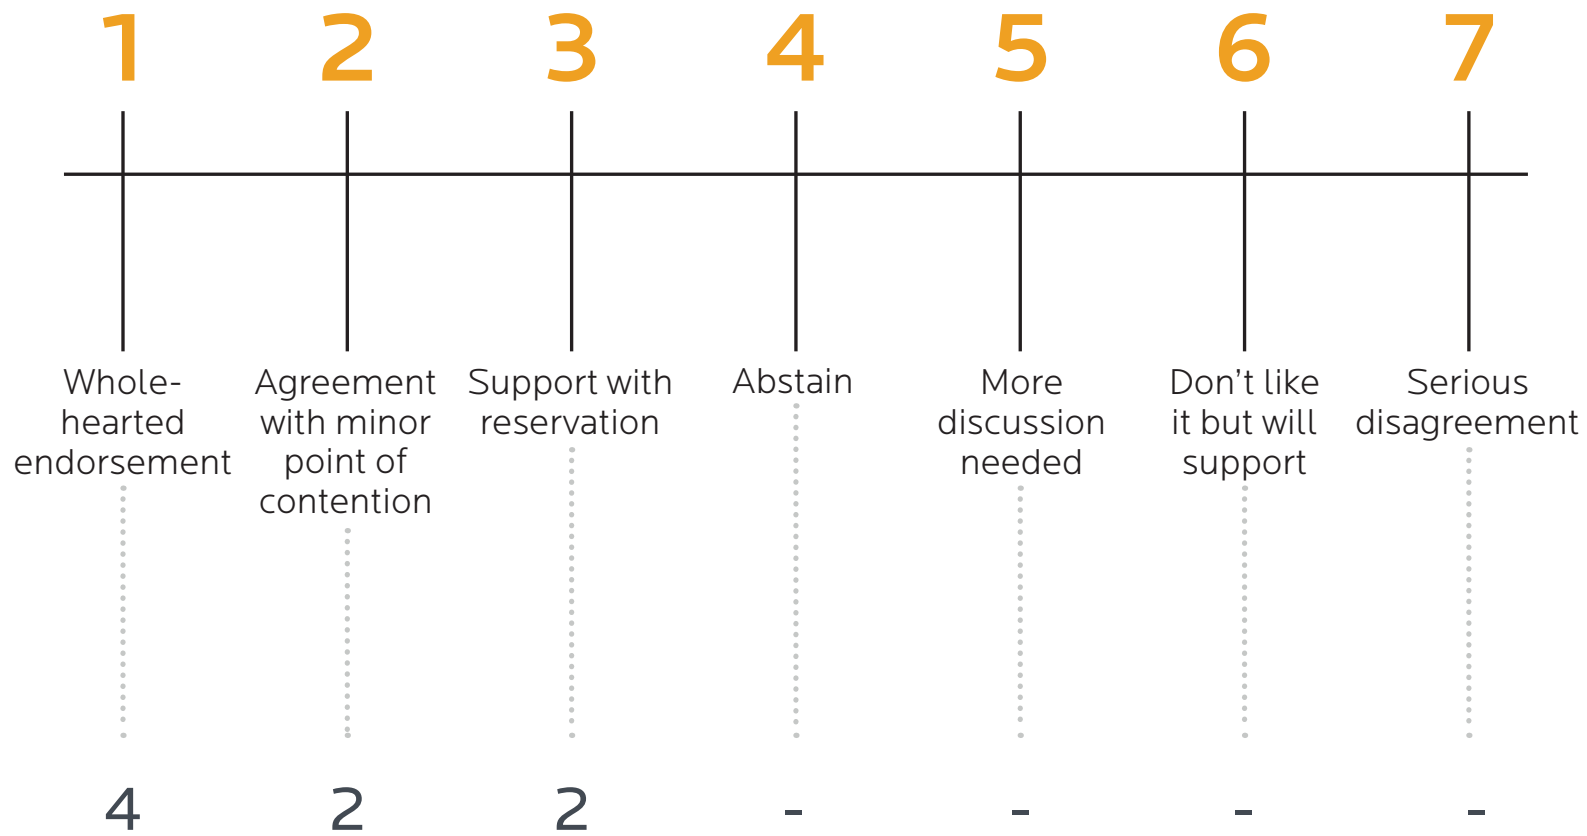 1 2 3 4 5 6 7
Whole-
hearted
endorsement
Agreement
with minor
point of
contention
Support with
reservation
Abstain
More
discussion
needed
Don't like
it but will
support
Serious
disagreement
4 2 2 - - - -